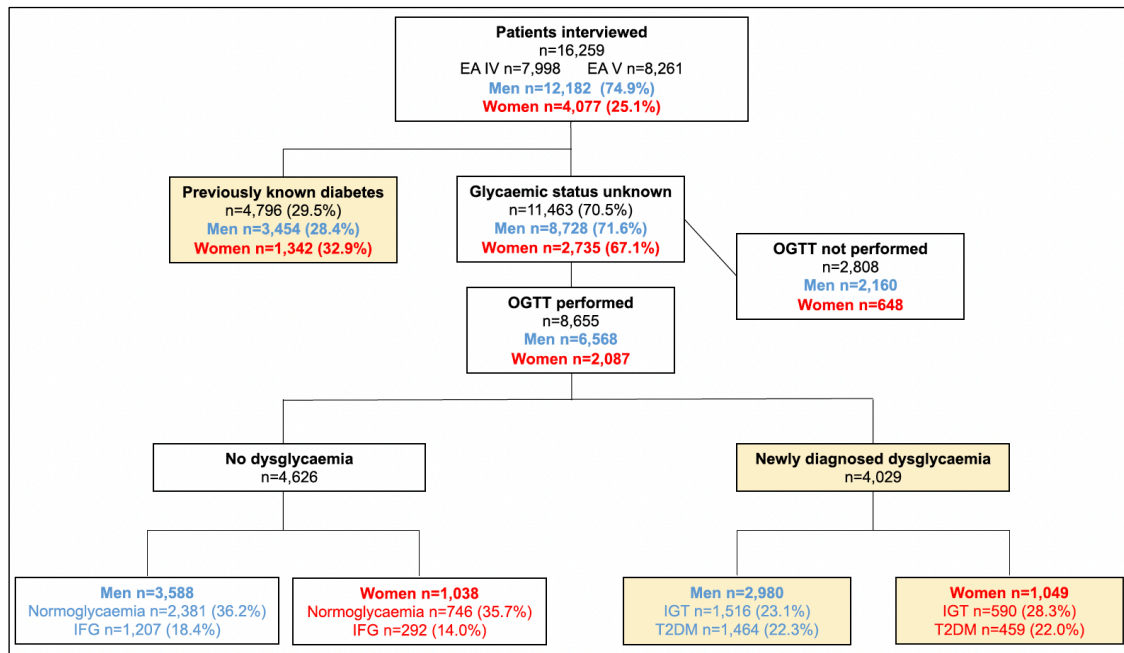 Patients interviewed
n=16,259
EA IV n=7,998 EA V n=8,261
Men n=12,182 (74.9%)
Women n=4,077 (25.1%)
Previously known diabetes
n=4,796 (29.5%)
Men n=3,454 (28.4%)
Women n=1,342 (32.9%)
Glycaemic status unknown
n=11,463 (70.5%)
Men n=8,728 (71.6%)
Women n=2,735 (67.1%)
OGTT not performed
n=2,808
Men n=2,160
Women n=648
OGTT performed
n=8,655
Men n=6,568
Women n=2,087
No dysglycaemia
n=4,626
Newly diagnosed dysglycaemia
n=4,029
Men n=3,588
Normoglycaemia n=2,381 (36.2%)
IFG n=1,207 (18.4%)
Women n=1,038
Normoglycaemia n=746 (35.7%)
IFG n=292 (14.0%)
Men n=2,980
IGT n=1,516 (23.1%)
T2DM n=1,464 (22.3%)
Women n=1,049
IGT n=590 (28.3%)
T2DM n=459 (22.0%)